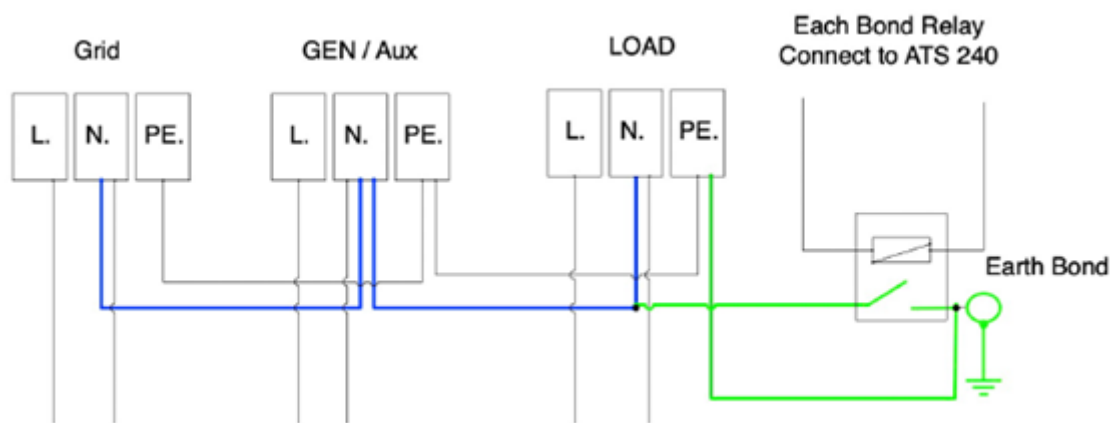 Grid
GEN / Aux
LOAD
Each Bond Relay
Connect to ATS 240
L. N. PE.
L. N. PE.
L. N. PE.
Earth Bond